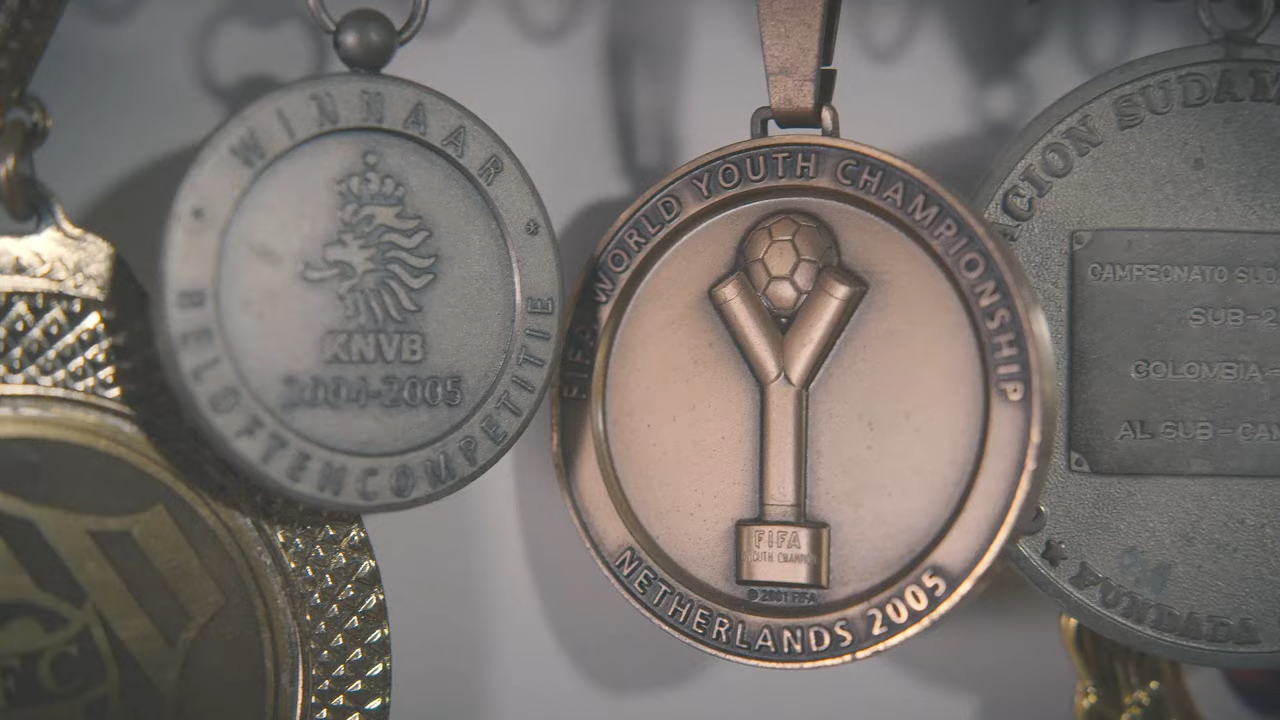 WINNAAR
KNVB
2004-2005
BELOFTENCOMPETITIE
FIFA WORLD YOUTH CHAMPIONSHIP
FIFA
YOUTH CHAMPION
© 2001 FIFA
NETHERLANDS 2005
CION SUDAM
CAMPEONATO SUD
SUB-2
COLOMBIA-
AL SUB-CAM
FUNDADA
FC